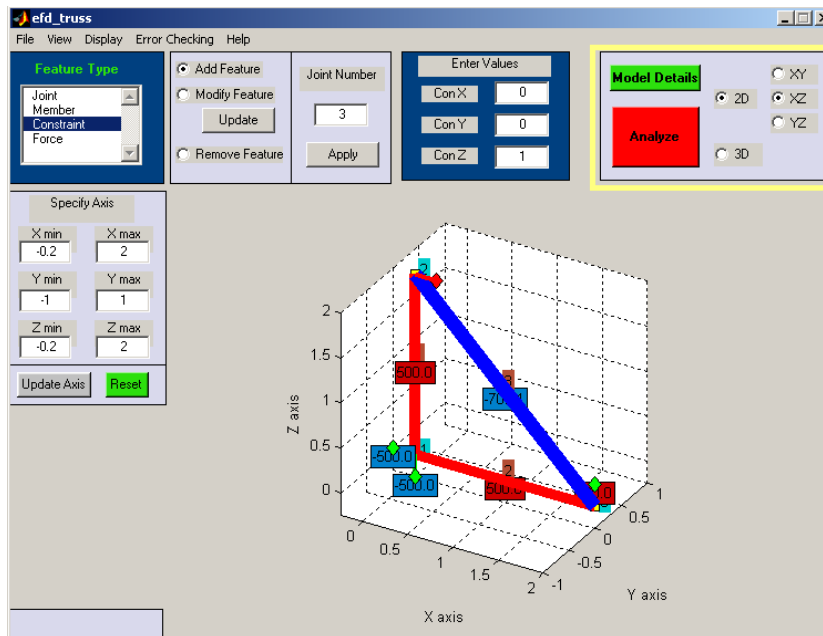 efd_truss
File View Display Error Checking Help
Feature Type
Joint
Member
Constraint
Force
Add Feature
Modify Feature
Update
Remove Feature
Joint Number
3
Apply
Enter Values
Con X 0
Con Y 0
Con Z 1
Model Details
Analyze
2D
3D
XY
XZ
YZ
Specify Axis
X min X max
-0.2 2
Y min Y max
-1 1
Z min Z max
-0.2 2
Update Axis Reset
2
1.5
1
0.5
0
Z axis
0
0.5
1
1.5
2
X axis
-1
-0.5
0
0.5
1
Y axis
2
500.0
3
1
-500.0
-500.0
2
500.0